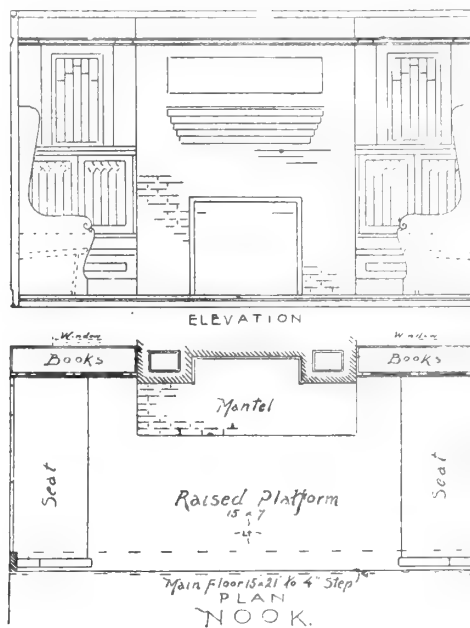 ELEVATION
Window Window
BOOKS BOOKS
Mantel
Seat Seat
Raised Platform
15 x 7
LT
Main Floor 15 x 21 to 4" Step
PLAN
NOOK.